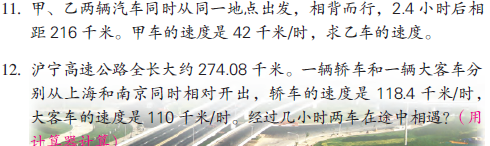 11. 甲、乙两辆汽车同时从同一地点出发，相背而行，2.4 小时后相
距 216 千米。甲车的速度是 42 千米/时，求乙车的速度。
12. 沪宁高速公路全长大约 274.08 千米。一辆轿车和一辆大客车分
别从上海和南京同时相对开出，轿车的速度是 118.4 千米/时，
大客车的速度是 110 千米/时。经过几小时两车在途中相遇？（用
计算器计算）